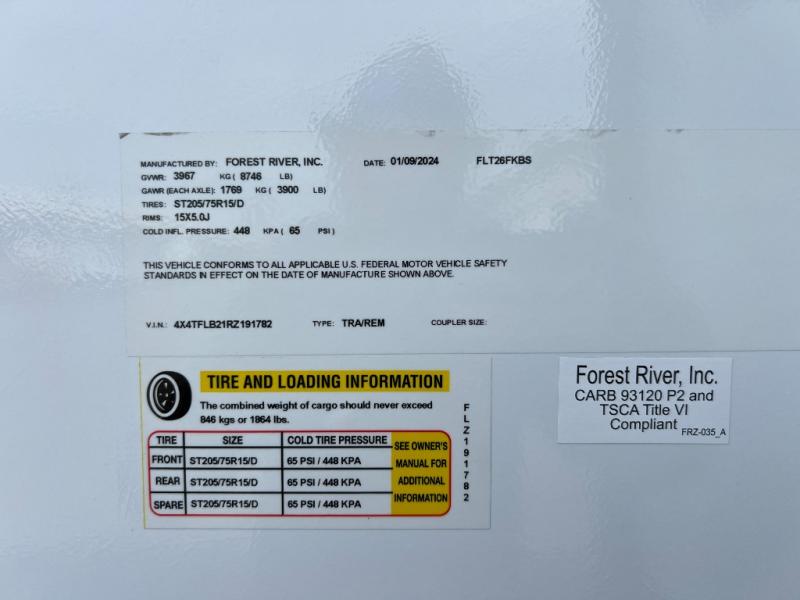 MANUFACTURED BY: FOREST RIVER, INC. DATE: 01/09/2024 FLT26FKBS
GVWR: 3967 KG ( 8746 LB)
GAWR (EACH AXLE): 1769 KG ( 3900 LB)
TIRES: ST205/75R15/D
RIMS: 15X5.0J
COLD INFL. PRESSURE: 448 KPA ( 65 PSI )
THIS VEHICLE CONFORMS TO ALL APPLICABLE U.S. FEDERAL MOTOR VEHICLE SAFETY
STANDARDS IN EFFECT ON THE DATE OF MANUFACTURE SHOWN ABOVE.
V.I.N.: 4X4TFLB21RZ191782 TYPE: TRA/REM COUPLER SIZE:
TIRE AND LOADING INFORMATION
The combined weight of cargo should never exceed
846 kgs or 1864 lbs.
TIRE SIZE COLD TIRE PRESSURE
FRONT ST205/75R15/D 65 PSI / 448 KPA
REAR ST205/75R15/D 65 PSI / 448 KPA
SPARE ST205/75R15/D 65 PSI / 448 KPA
SEE OWNER'S
MANUAL FOR
ADDITIONAL
INFORMATION
FLZ191782
Forest River, Inc.
CARB 93120 P2 and
TSCA Title VI
Compliant
FRZ-035_A